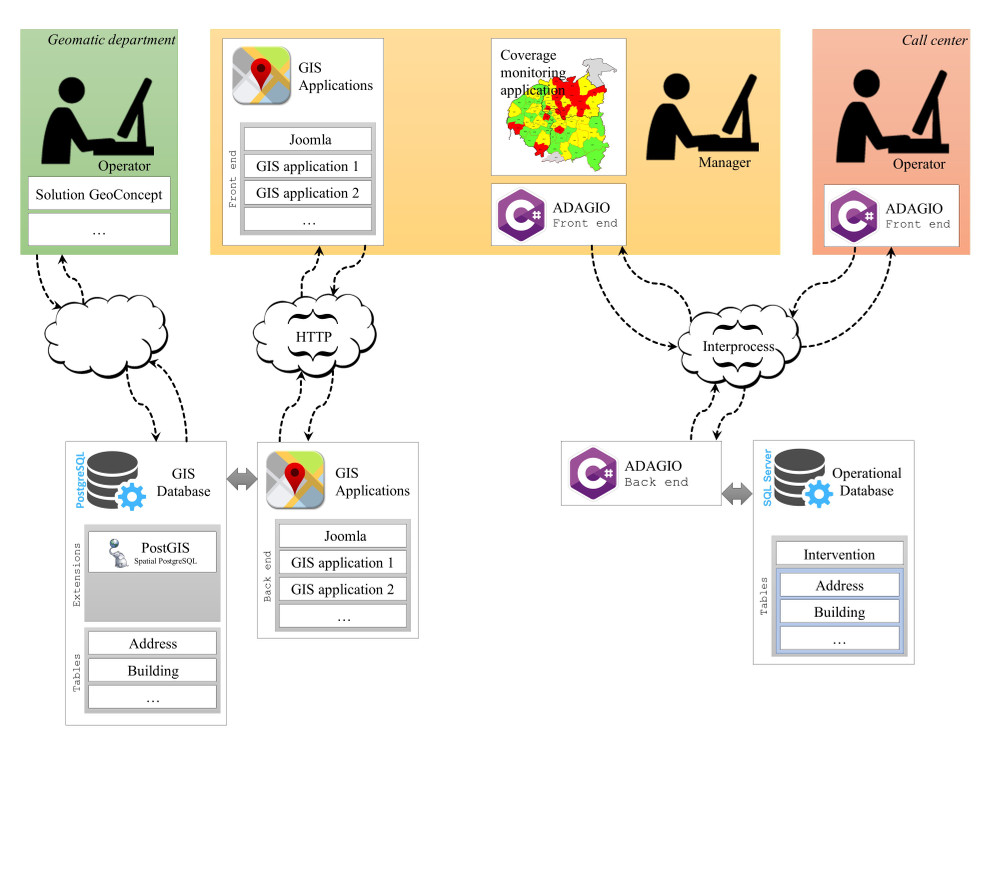 Geomatic department
Operator
Solution GeoConcept
…
GIS
Applications
Front end
Joomla
GIS application 1
GIS application 2
…
Coverage
monitoring
application
Manager
C#
ADAGIO
Front end
Call center
Operator
C#
ADAGIO
Front end
HTTP
Interprocess
PostgreSQL
GIS
Database
Extensions
PostGIS
Spatial PostgreSQL
Tables
Address
Building
…
GIS
Applications
Back end
Joomla
GIS application 1
GIS application 2
…
C#
ADAGIO
Back end
SQL Server
Operational
Database
Tables
Intervention
Address
Building
…